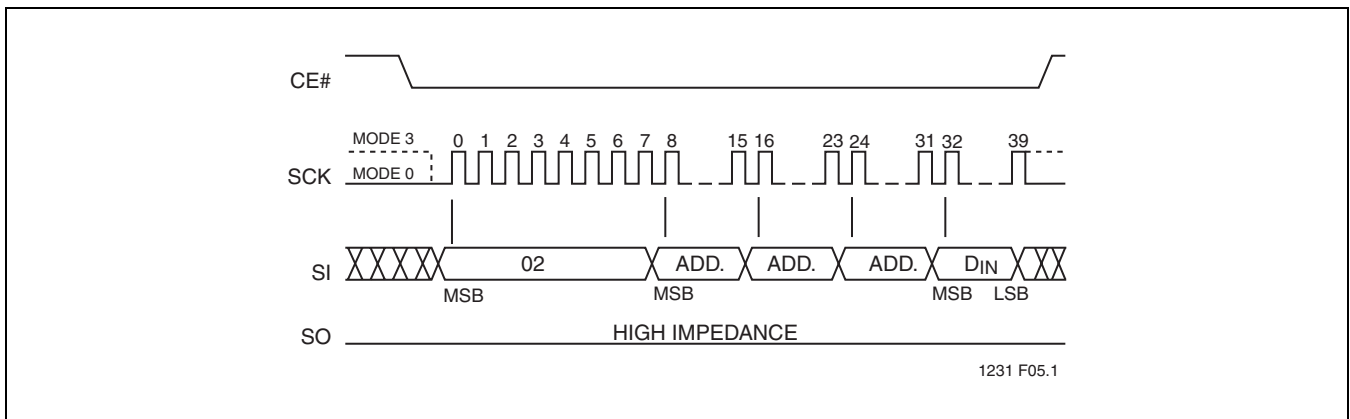 CE#
MODE 3 0 1 2 3 4 5 6 7 8 15 16 23 24 31 32 39
SCK MODE 0
SI 02 ADD. ADD. ADD. DIN
MSB MSB MSB LSB
SO HIGH IMPEDANCE
1231 F05.1